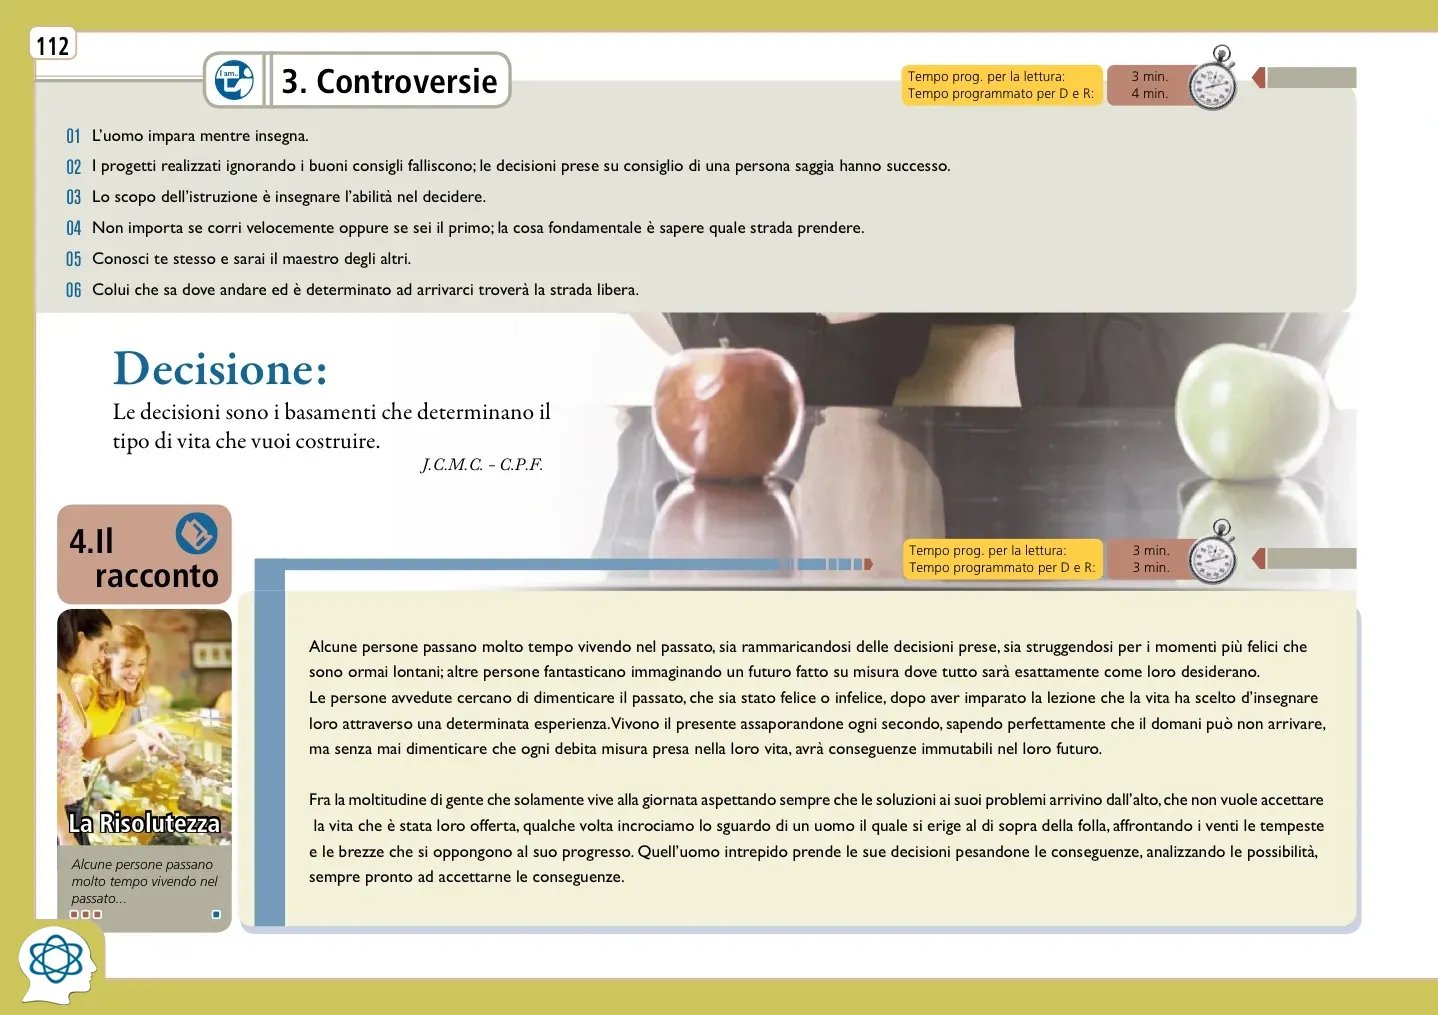 112
I am...
3. Controversie
Tempo prog. per la lettura: 3 min.
Tempo programmato per D e R: 4 min.
01 L'uomo impara mentre insegna.
02 I progetti realizzati ignorando i buoni consigli falliscono; le decisioni prese su consiglio di una persona saggia hanno successo.
03 Lo scopo dell'istruzione è insegnare l'abilità nel decidere.
04 Non importa se corri velocemente oppure se sei il primo; la cosa fondamentale è sapere quale strada prendere.
05 Conosci te stesso e sarai il maestro degli altri.
06 Colui che sa dove andare ed è determinato ad arrivarci troverà la strada libera.
Decisione:
Le decisioni sono i basamenti che determinano il
tipo di vita che vuoi costruire.
J.C.M.C. - C.P.F.
4.Il
racconto
Tempo prog. per la lettura: 3 min.
Tempo programmato per D e R: 3 min.
La Risolutezza
Alcune persone passano
molto tempo vivendo nel
passato...
Alcune persone passano molto tempo vivendo nel passato, sia rammaricandosi delle decisioni prese, sia struggendosi per i momenti più felici che
sono ormai lontani; altre persone fantasticano immaginando un futuro fatto su misura dove tutto sarà esattamente come loro desiderano.
Le persone avvedute cercano di dimenticare il passato, che sia stato felice o infelice, dopo aver imparato la lezione che la vita ha scelto d'insegnare
loro attraverso una determinata esperienza. Vivono il presente assaporandone ogni secondo, sapendo perfettamente che il domani può non arrivare,
ma senza mai dimenticare che ogni debita misura presa nella loro vita, avrà conseguenze immutabili nel loro futuro.
Fra la moltitudine di gente che solamente vive alla giornata aspettando sempre che le soluzioni ai suoi problemi arrivino dall'alto, che non vuole accettare
la vita che è stata loro offerta, qualche volta incrociamo lo sguardo di un uomo il quale si erige al di sopra della folla, affrontando i venti le tempeste
e le brezze che si oppongono al suo progresso. Quell'uomo intrepido prende le sue decisioni pesandone le conseguenze, analizzando le possibilità,
sempre pronto ad accettarne le conseguenze.